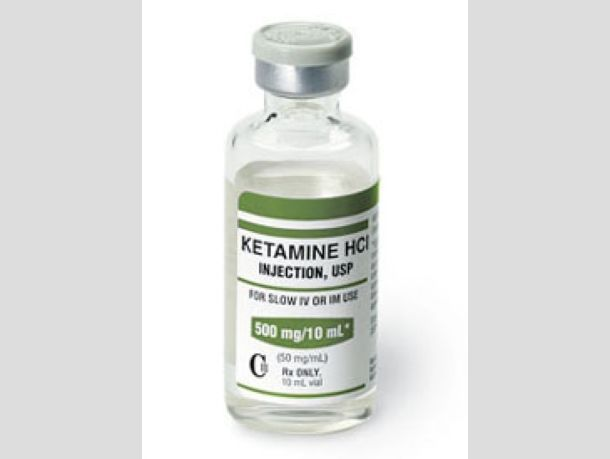 KETAMINE HCl
INJECTION, USP
FOR SLOW IV OR IM USE
500 mg/10 mL*
(50 mg/mL)
CIII
Rx ONLY.
10 mL vial